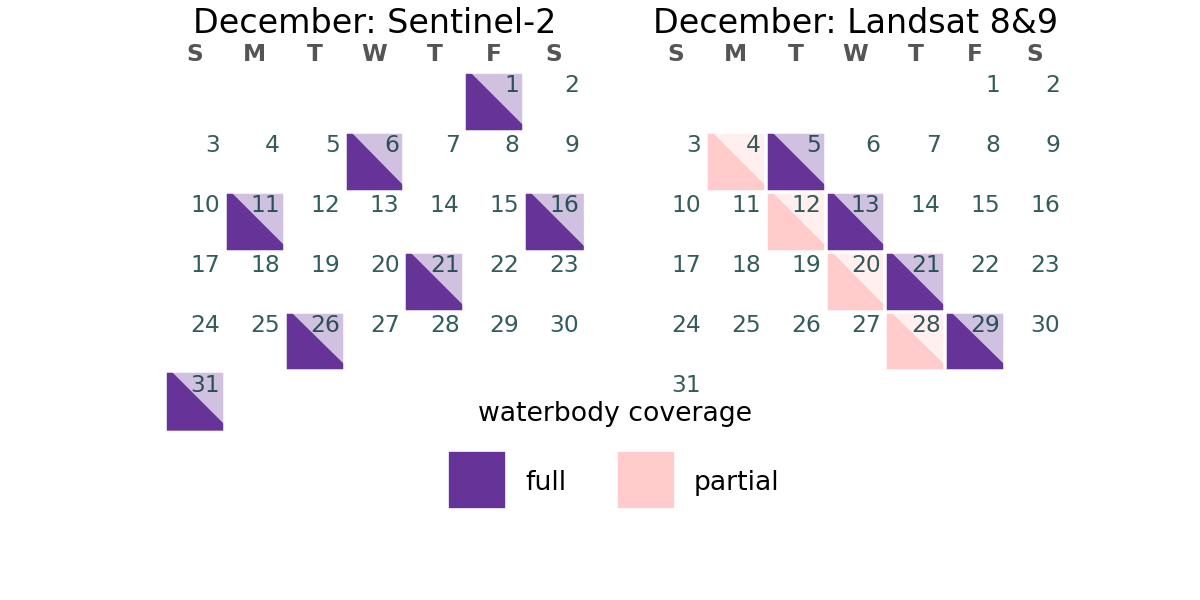 December: Sentinel-2
S M T W T F S
1 2
3 4 5 6 7 8 9
10 11 12 13 14 15 16
17 18 19 20 21 22 23
24 25 26 27 28 29 30
31
December: Landsat 8&9
S M T W T F S
1 2
3 4 5 6 7 8 9
10 11 12 13 14 15 16
17 18 19 20 21 22 23
24 25 26 27 28 29 30
31
waterbody coverage
full partial